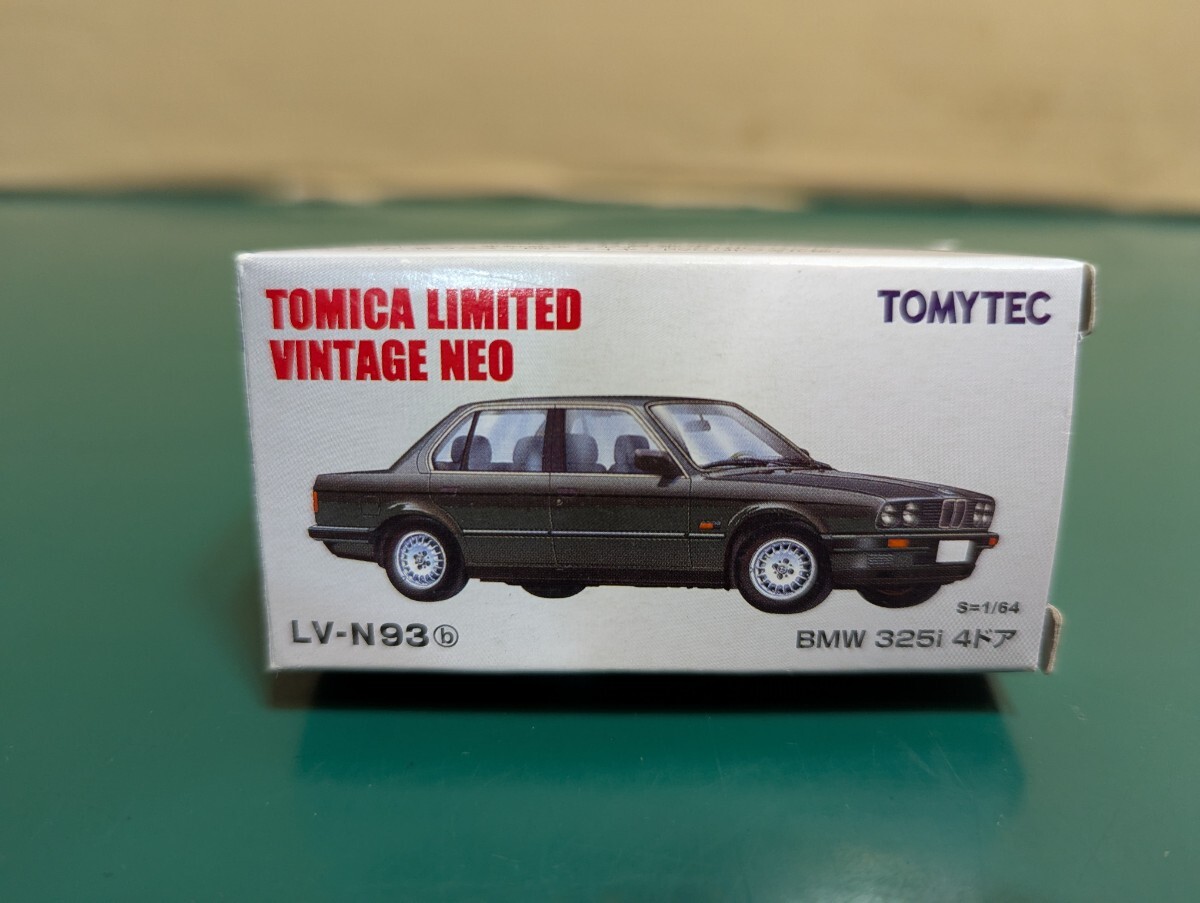 TOMICA LIMITED
VINTAGE NEO
TOMYTEC
S=1/64
LV-N93ⓑ
BMW 325i 4ドア